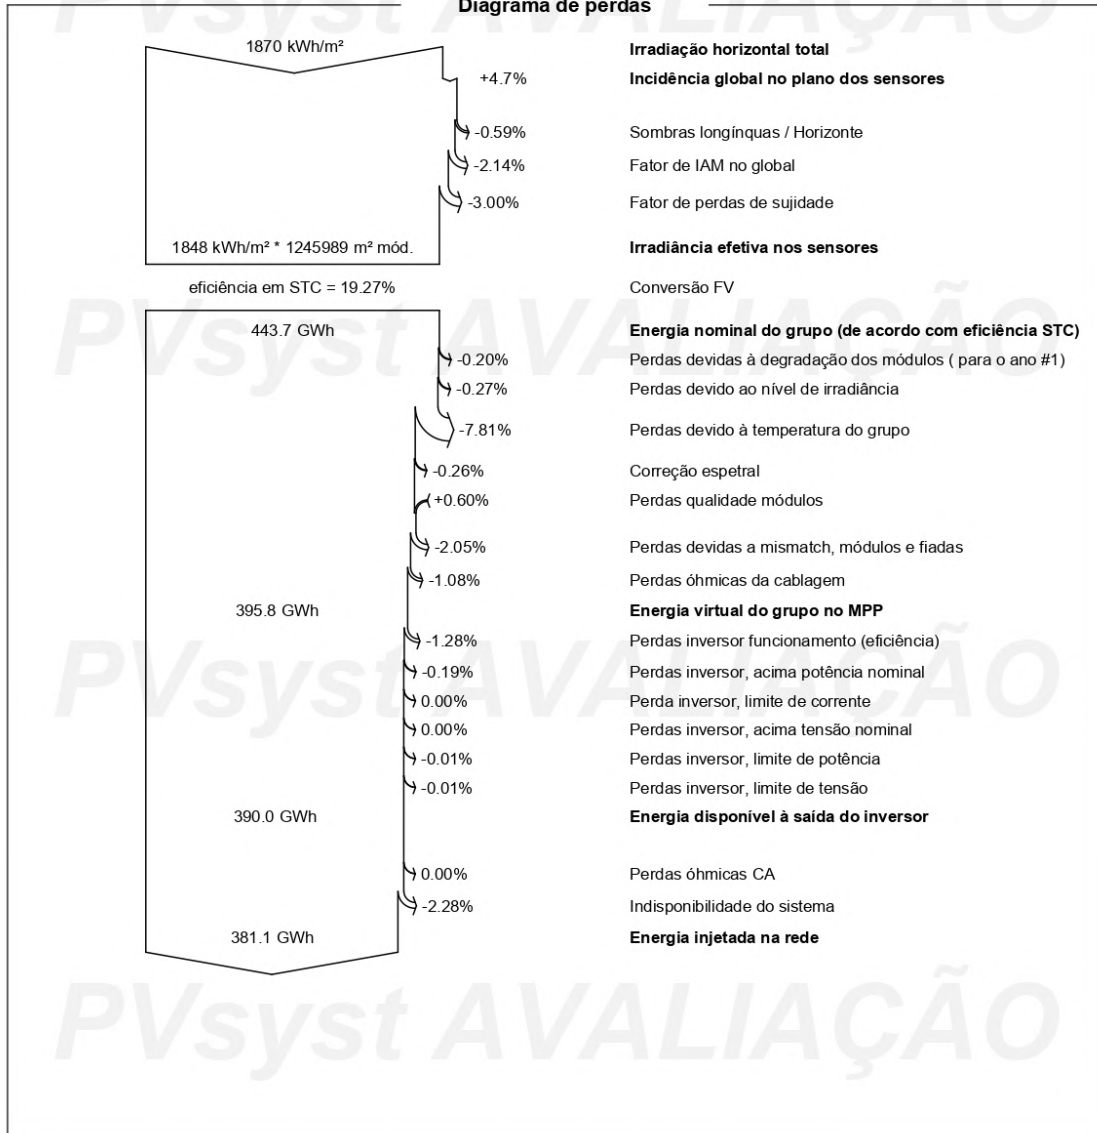 Diagrama de perdas
1870 kWh/m² Irradiação horizontal total
+4.7% Incidência global no plano dos sensores
-0.59% Sombras longínquas / Horizonte
-2.14% Fator de IAM no global
-3.00% Fator de perdas de sujidade
1848 kWh/m² * 1245989 m² mód. Irradiância efetiva nos sensores
eficiência em STC = 19.27% Conversão FV
PVsyst AVALIAÇÃO
443.7 GWh Energia nominal do grupo (de acordo com eficiência STC)
-0.20% Perdas devidas à degradação dos módulos ( para o ano #1)
-0.27% Perdas devido ao nível de irradiância
-7.81% Perdas devido à temperatura do grupo
-0.26% Correção espetral
+0.60% Perdas qualidade módulos
-2.05% Perdas devidas a mismatch, módulos e fiadas
-1.08% Perdas óhmicas da cablagem
395.8 GWh Energia virtual do grupo no MPP
-1.28% Perdas inversor funcionamento (eficiência)
-0.19% Perdas inversor, acima potência nominal
PVsyst AVALIAÇÃO
0.00% Perda inversor, limite de corrente
0.00% Perdas inversor, acima tensão nominal
-0.01% Perdas inversor, limite de potência
-0.01% Perdas inversor, limite de tensão
390.0 GWh Energia disponível à saída do inversor
0.00% Perdas óhmicas CA
-2.28% Indisponibilidade do sistema
381.1 GWh Energia injetada na rede
PVsyst AVALIAÇÃO